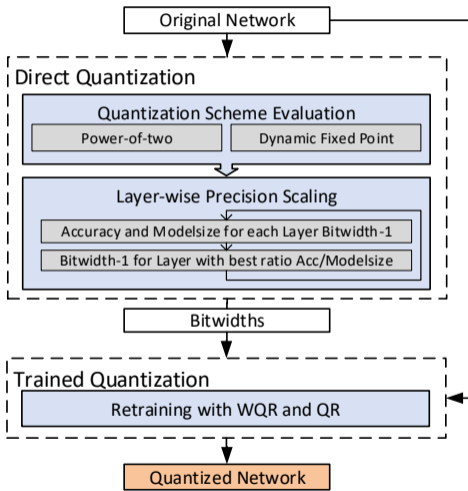 Original Network
Direct Quantization
Quantization Scheme Evaluation
Power-of-two
Dynamic Fixed Point
Layer-wise Precision Scaling
Accuracy and Modelsize for each Layer Bitwidth-1
Bitwidth-1 for Layer with best ratio Acc/Modelsize
Bitwidths
Trained Quantization
Retraining with WQR and QR
Quantized Network